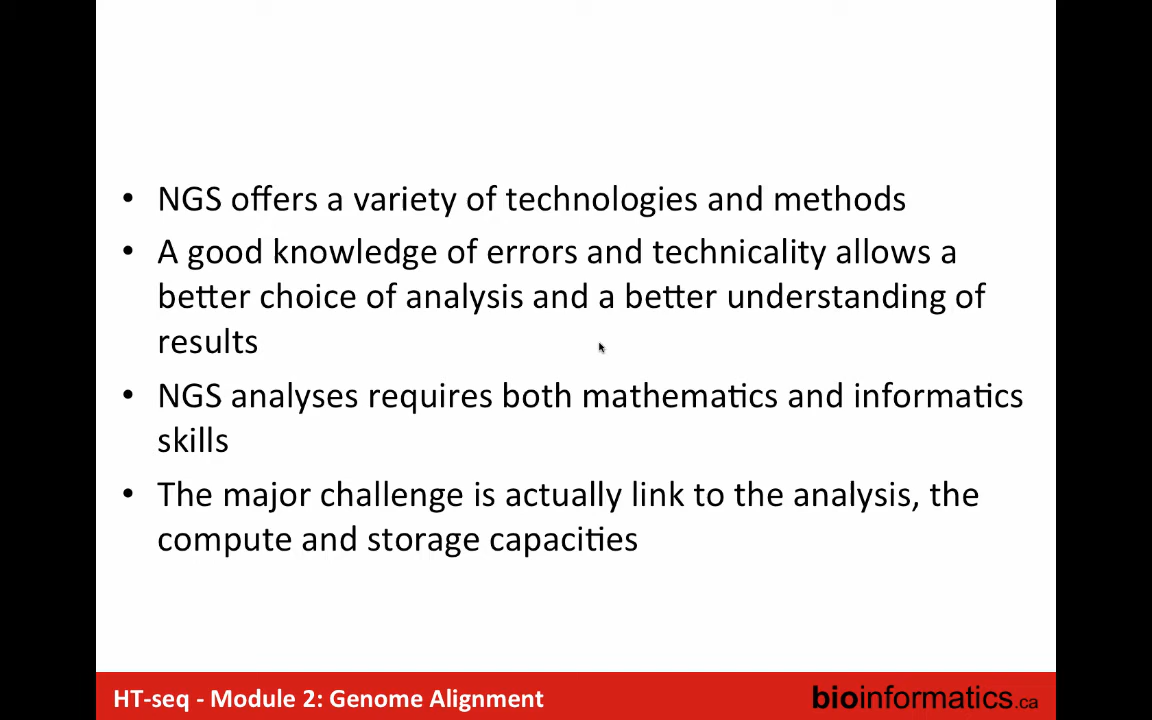 • NGS offers a variety of technologies and methods
• A good knowledge of errors and technicality allows a
better choice of analysis and a better understanding of
results
• NGS analyses requires both mathematics and informatics
skills
• The major challenge is actually link to the analysis, the
compute and storage capacities
HT-seq - Module 2: Genome Alignment
bioinformatics.ca